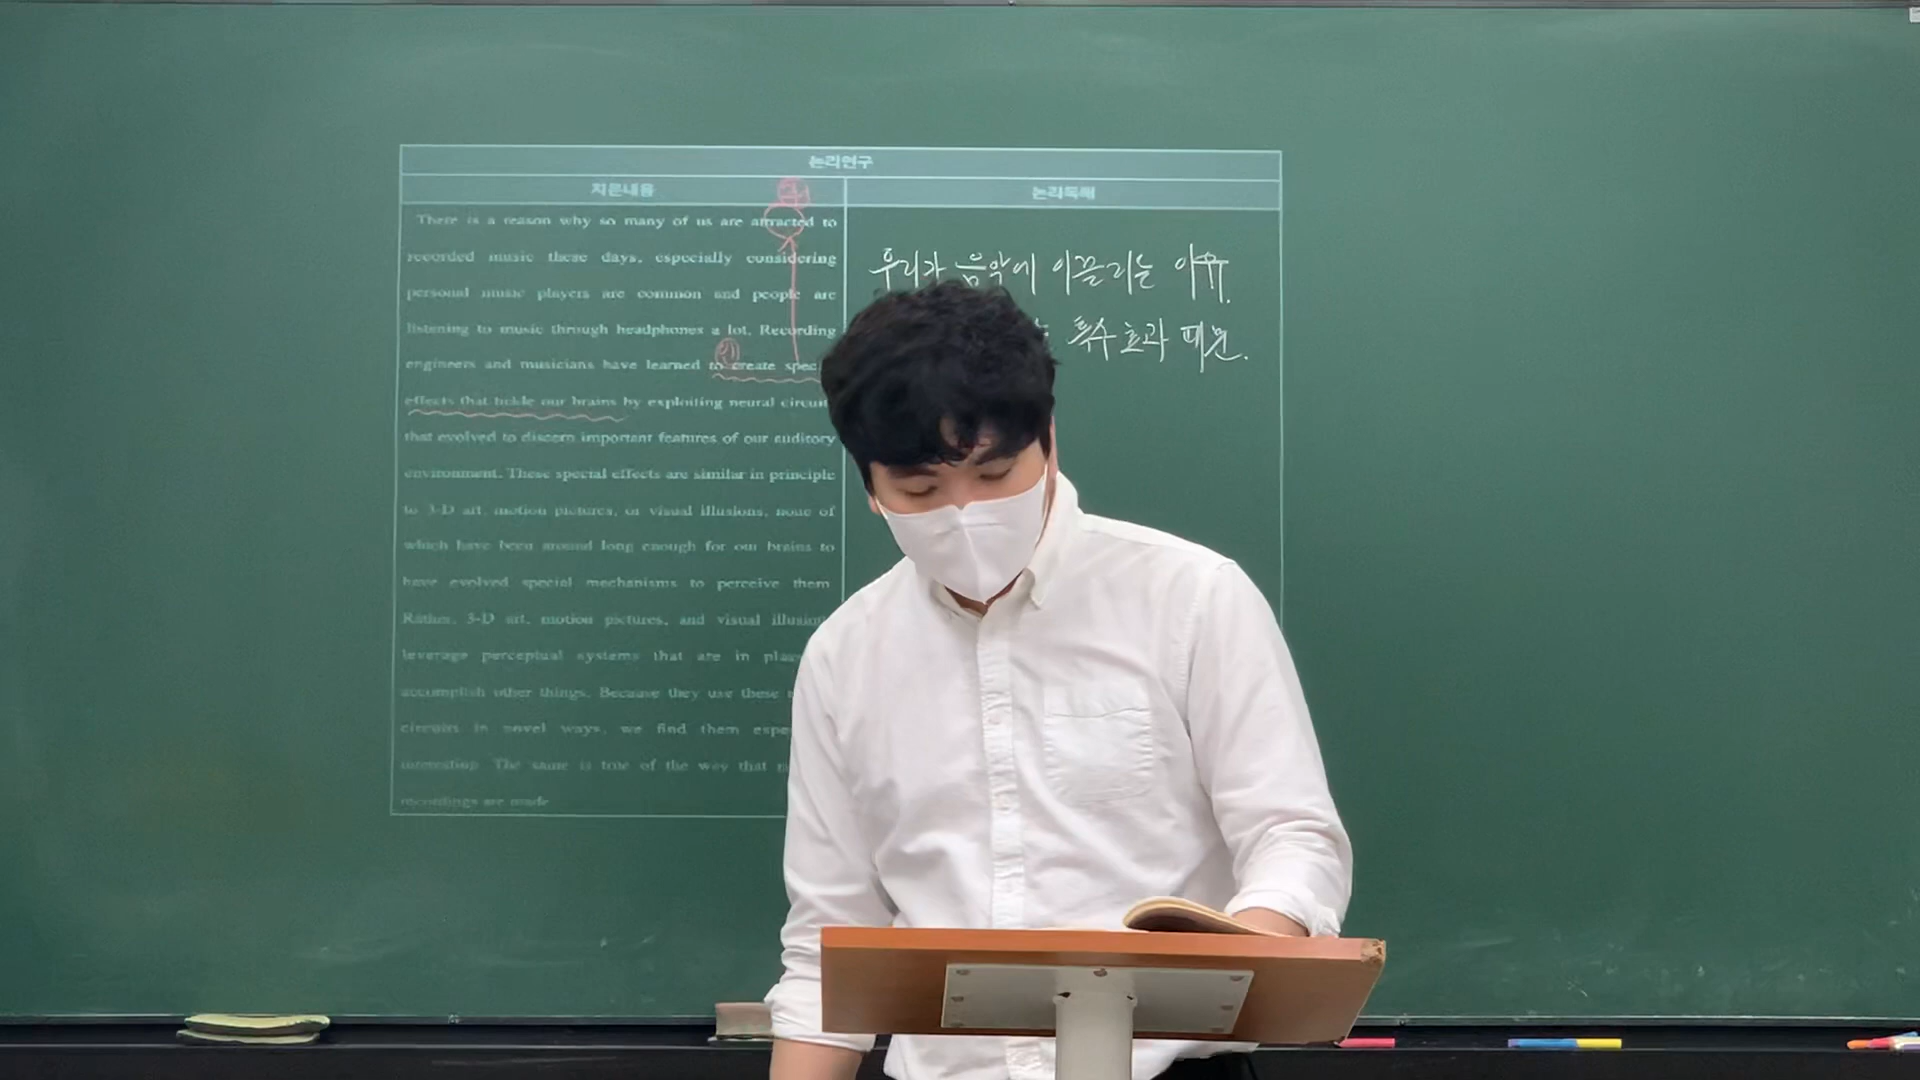 논리연구
지문내용
논리독해
There is a reason why so many of us are attracted to
recorded music these days, especially considering
personal music players are common and people are
listening to music through headphones a lot. Recording
engineers and musicians have learned to create spec
effects that tickle our brains by exploiting neural circuit
that evolved to discern important features of our auditory
environment. These special effects are similar in principle
to 3-D art, motion pictures, or visual illusions, none of
which have been around long enough for our brains to
have evolved special mechanisms to perceive them
Rather, 3-D art, motion pictures, and visual illusion
leverage perceptual systems that are in plac
accomplish other things. Because they use these
circuits in novel ways, we find them espe
interesting. The same is true of the way that
recordings are made
우리가 음악에 이끌리는 이유.
특수효과 때문.